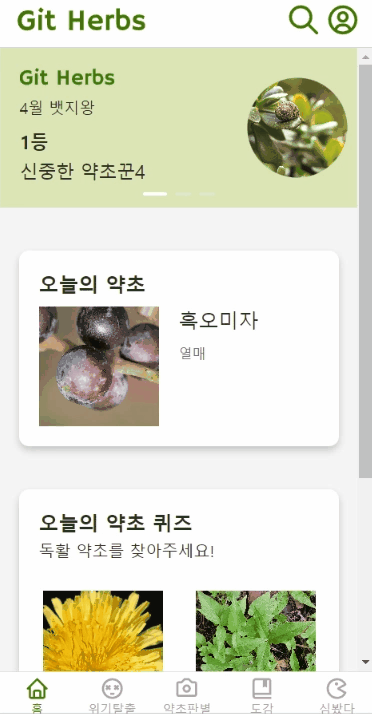 Git Herbs
Git Herbs
4월 뱃지왕
1등
신중한 약초꾼4
오늘의 약초
흑오미자
열매
오늘의 약초 퀴즈
독활 약초를 찾아주세요!
홈
위기탈출
약초판별
도감
심봤다